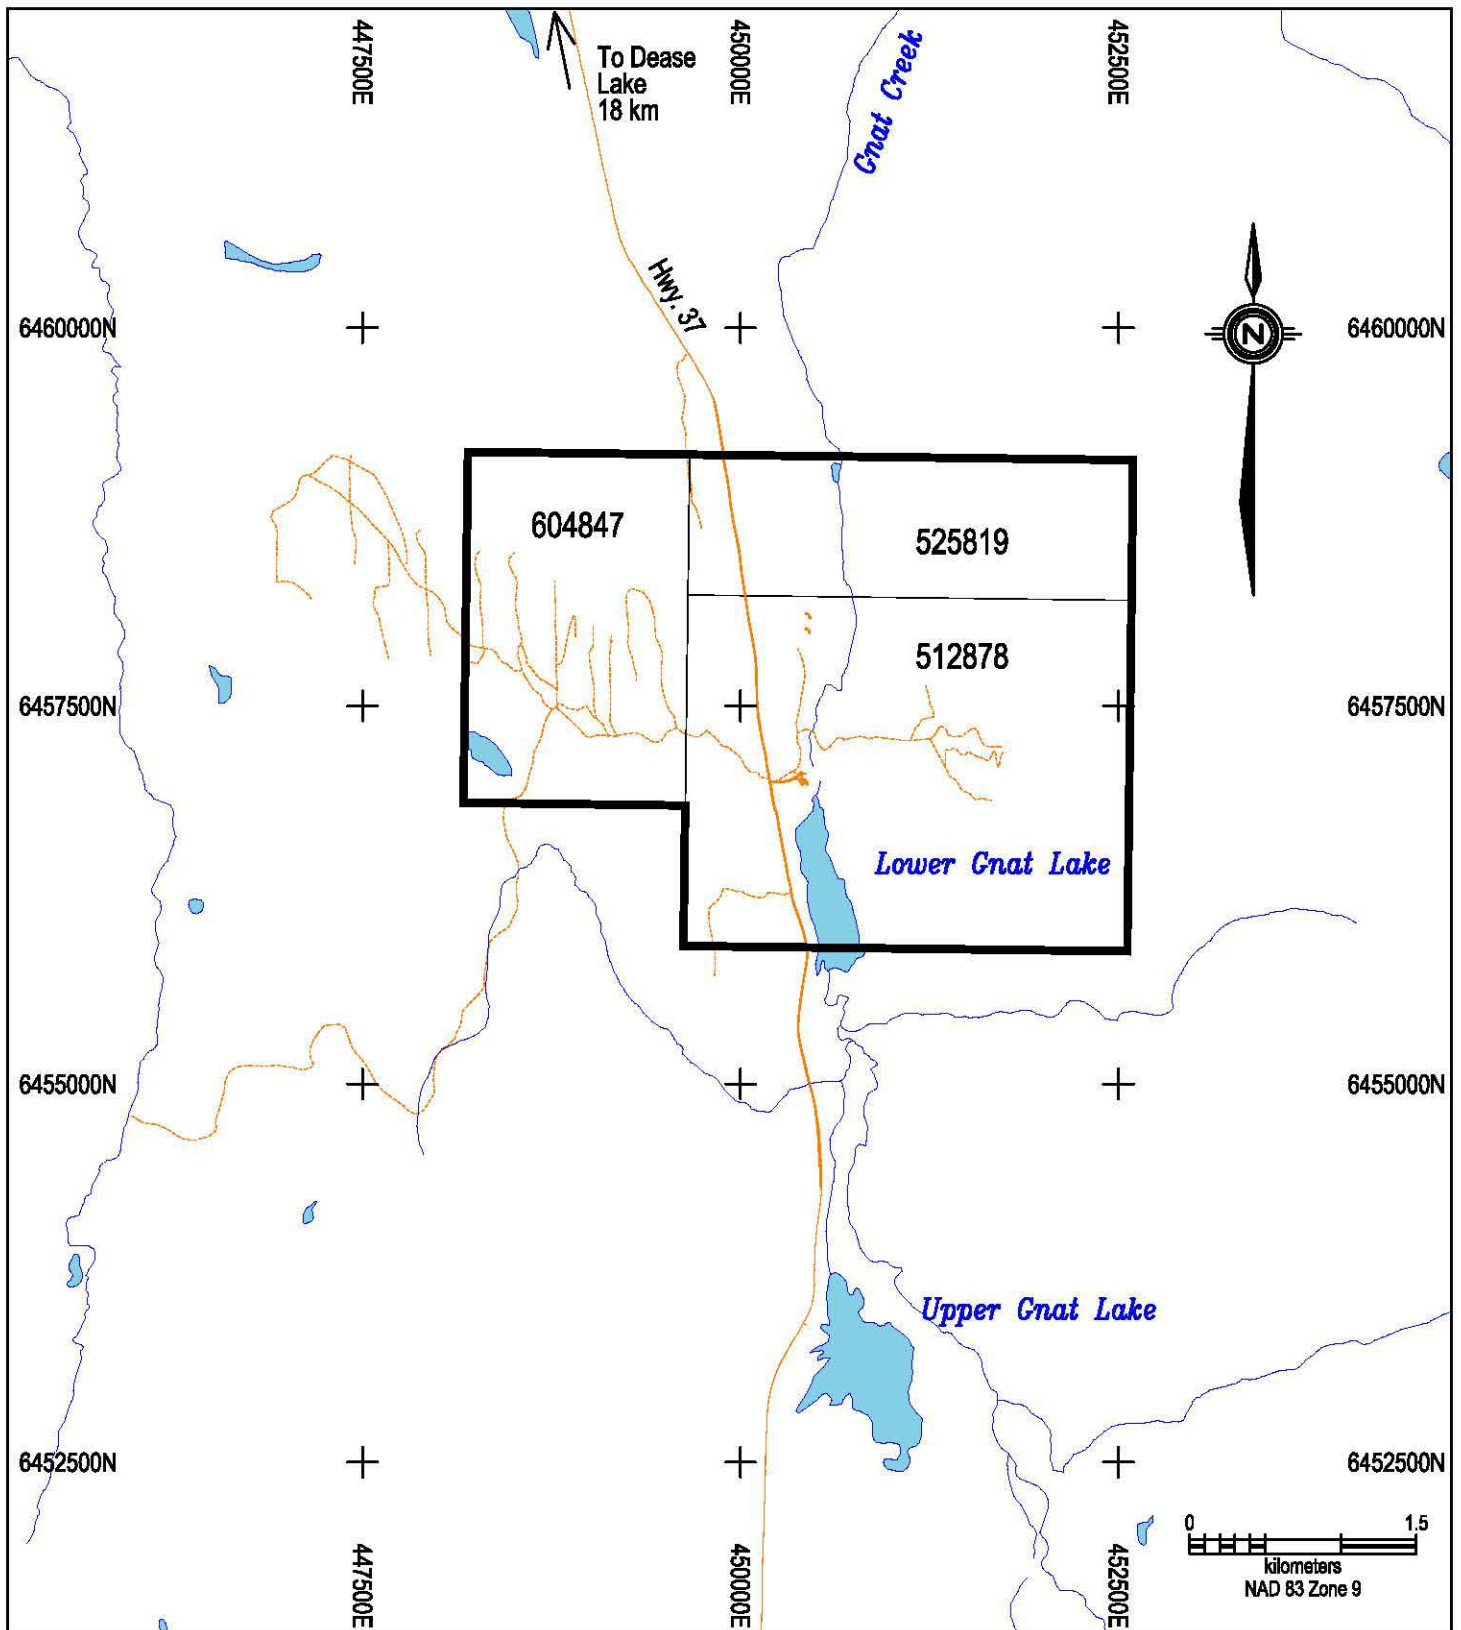 447500E
To Dease
Lake
18 km
450000E
Gnat Creek
452500E
Hwy. 37
N
6460000N
6460000N
604847
525819
512878
6457500N
6457500N
Lower Gnat Lake
6455000N
6455000N
Upper Gnat Lake
6452500N
6452500N
0 1.5
kilometers
NAD 83 Zone 9
447500E
450000E
452500E